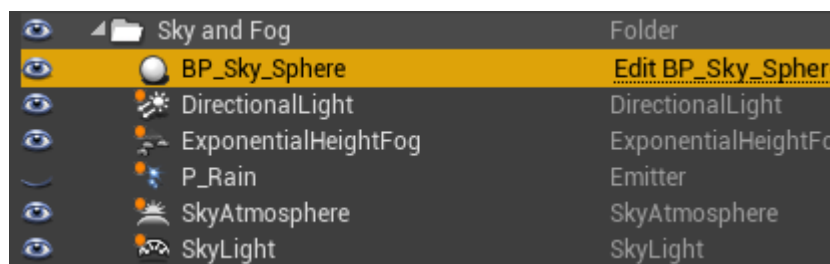 Sky and Fog Folder
BP_Sky_Sphere Edit BP_Sky_Spher
DirectionalLight DirectionalLight
ExponentialHeightFog ExponentialHeightFo
P_Rain Emitter
SkyAtmosphere SkyAtmosphere
SkyLight SkyLight